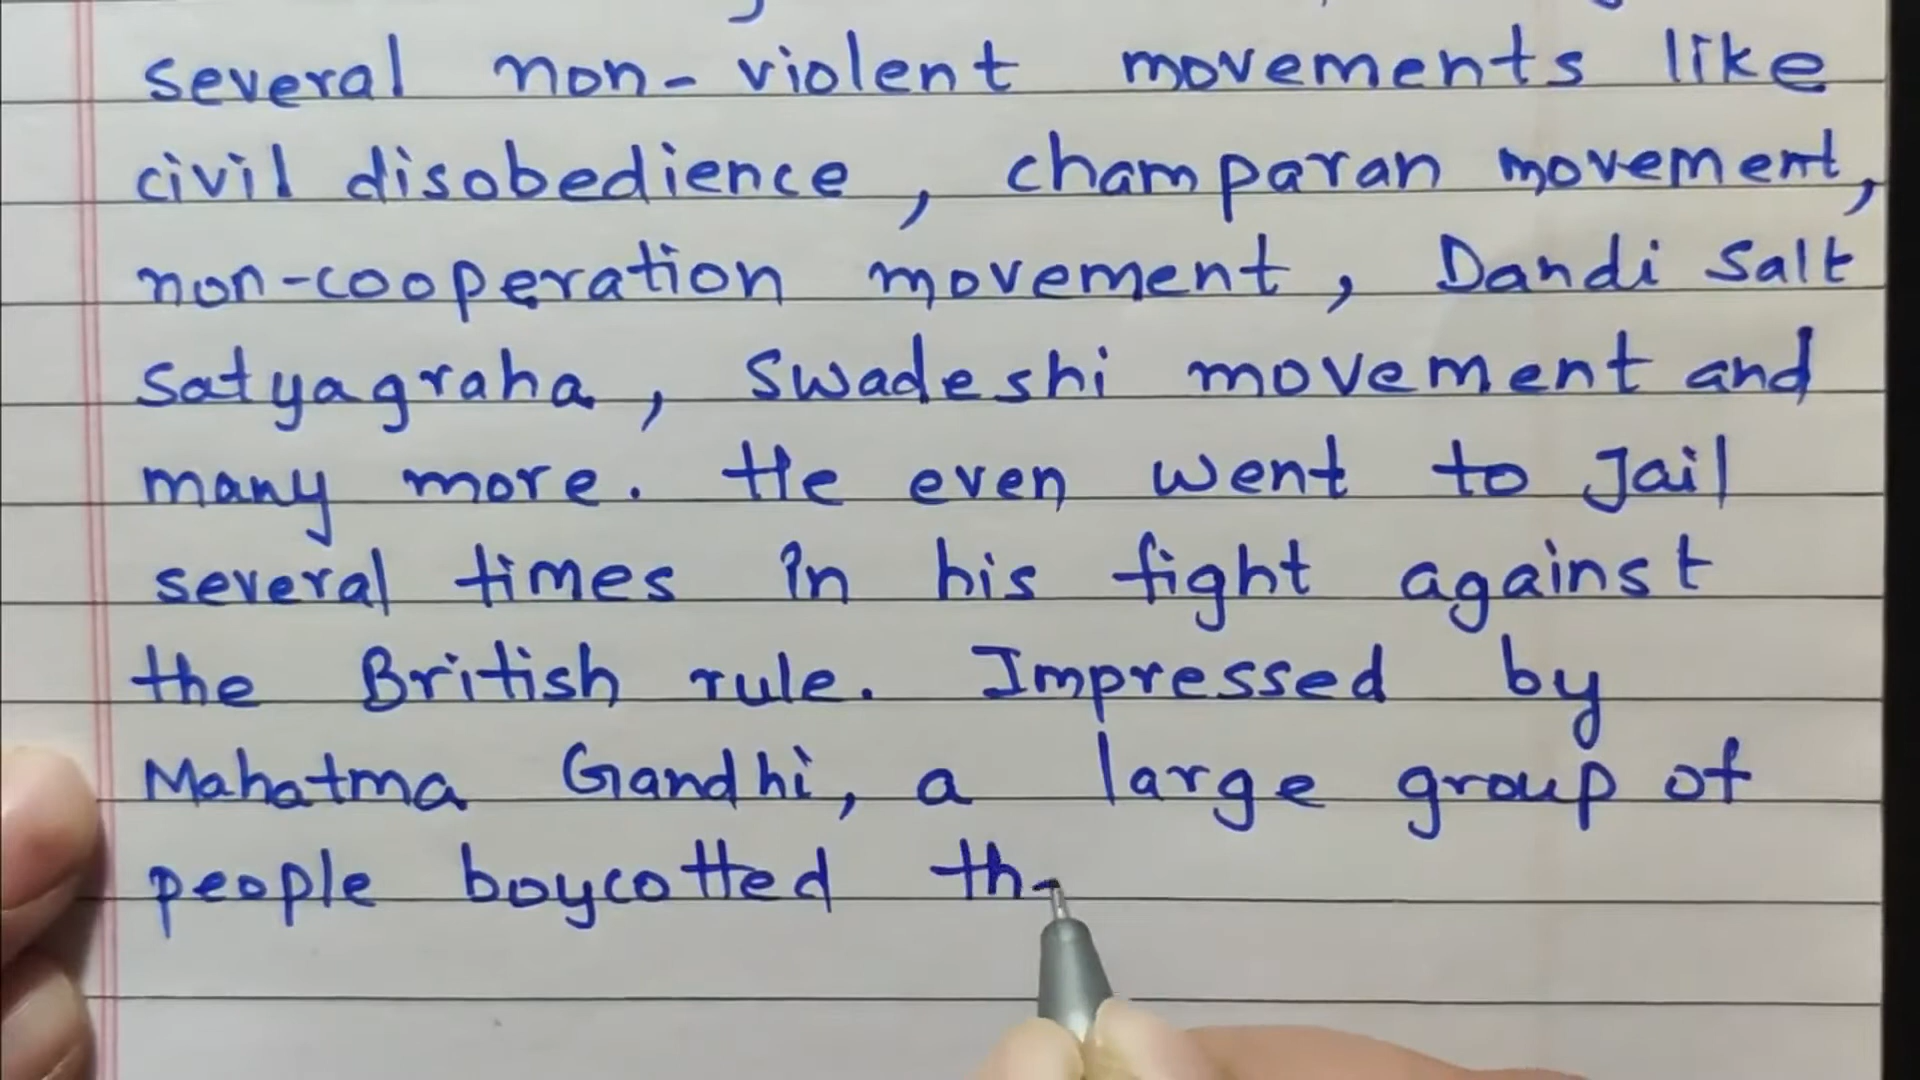 several non-violent movements like
civil disobedience, champaran movement,
non-cooperation movement, Dandi Salt
Satyagraha, Swadeshi movement and
many more. He even went to Jail
several times in his fight against
the British rule. Impressed by
Mahatma Gandhi, a large group of
people boycotted th